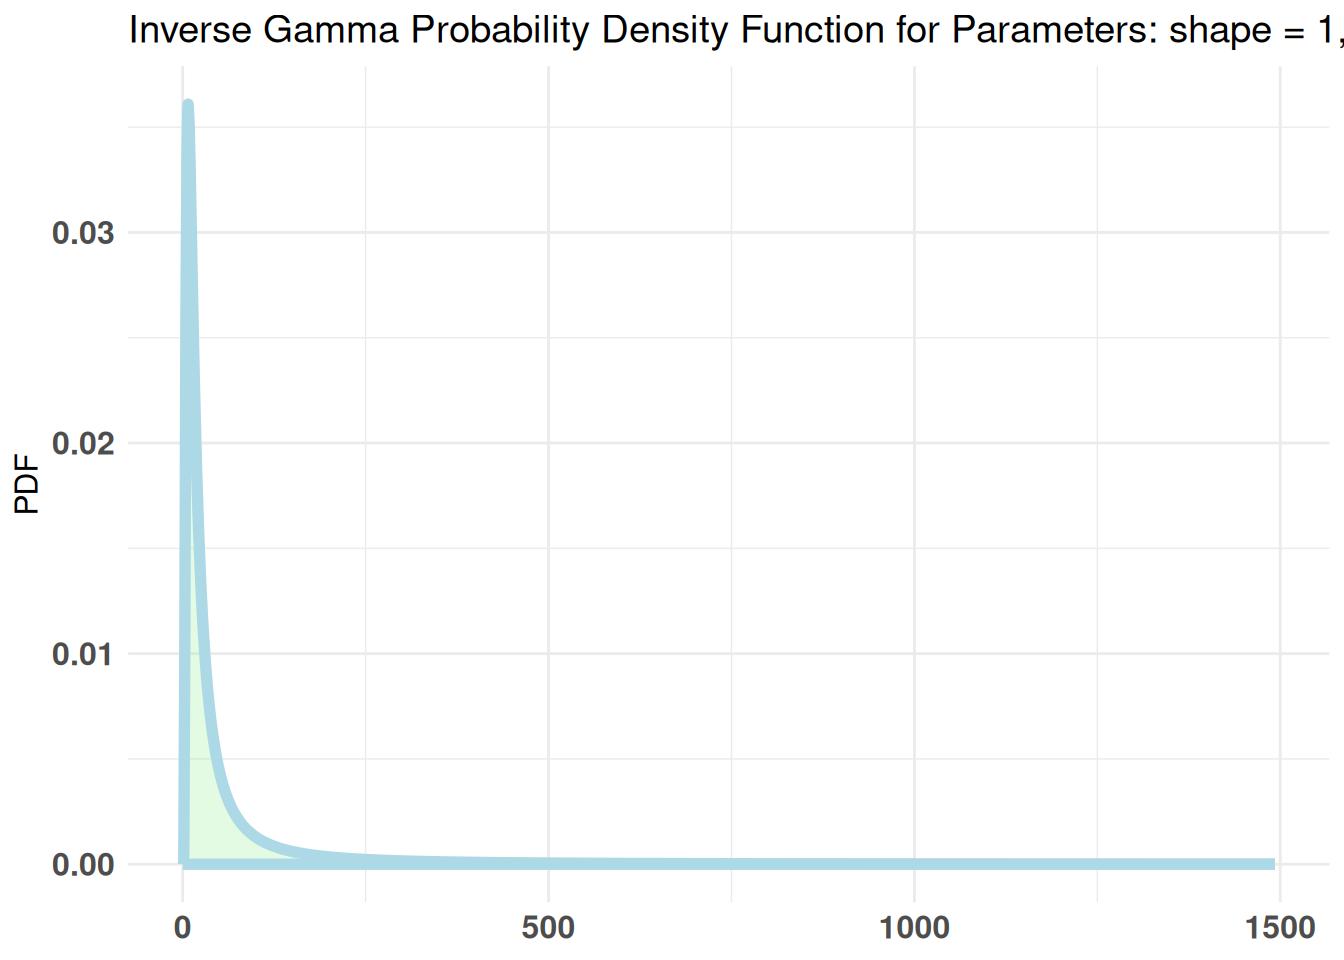 Inverse Gamma Probability Density Function for Parameters: shape = 1,
0.03
0.02
0.01
0.00
PDF
0 500 1000 1500